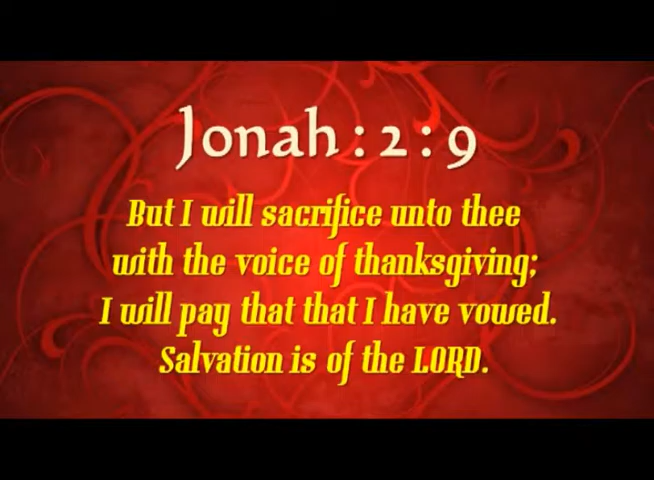 Jonah : 2 : 9
But I will sacrifice unto thee
with the voice of thanksgiving;
I will pay that that I have vowed.
Salvation is of the LORD.